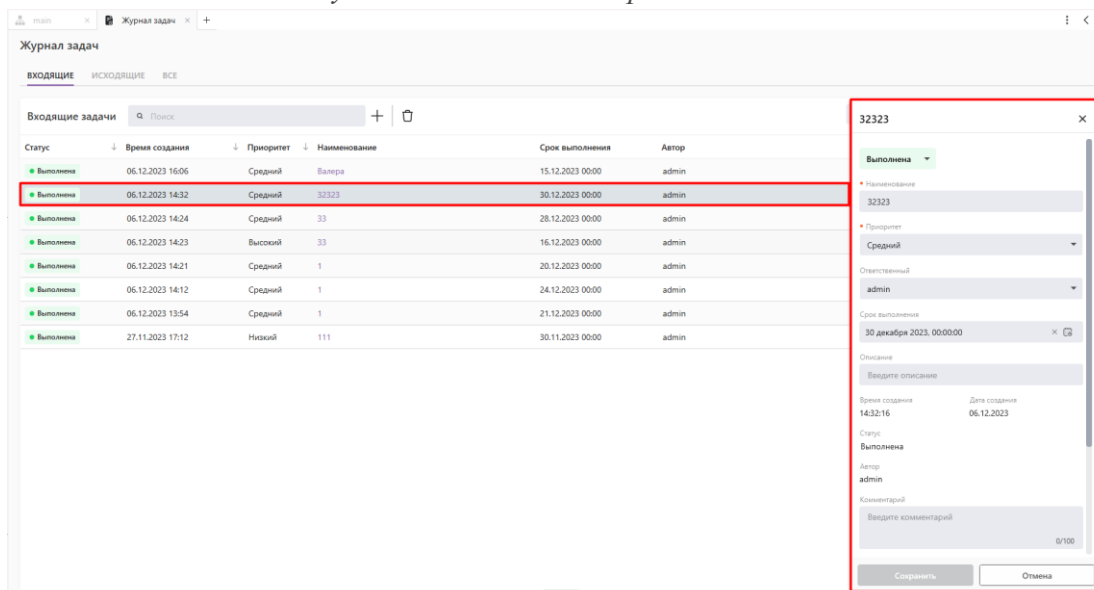 main × Журнал задач × +
Журнал задач
ВХОДЯЩИЕ ИСХОДЯЩИЕ ВСЕ
Входящие задачи Поиск
Статус Время создания Приоритет Наименование Срок выполнения Автор
Выполнена 06.12.2023 16:06 Средний Валера 15.12.2023 00:00 admin
Выполнена 06.12.2023 14:32 Средний 32323 30.12.2023 00:00 admin
Выполнена 06.12.2023 14:24 Средний 33 28.12.2023 00:00 admin
Выполнена 06.12.2023 14:23 Высокий 33 16.12.2023 00:00 admin
Выполнена 06.12.2023 14:21 Средний 1 20.12.2023 00:00 admin
Выполнена 06.12.2023 14:12 Средний 1 24.12.2023 00:00 admin
Выполнена 06.12.2023 13:54 Средний 1 21.12.2023 00:00 admin
Выполнена 27.11.2023 17:12 Низкий 111 30.11.2023 00:00 admin
32323
Выполнена
* Наименование
32323
* Приоритет
Средний
Ответственный
admin
Срок выполнения
30 декабря 2023, 00:00:00
Описание
Введите описание
Время создания Дата создания
14:32:16 06.12.2023
Статус
Выполнена
Автор
admin
Комментарий
Введите комментарий
0/100
Сохранить Отмена